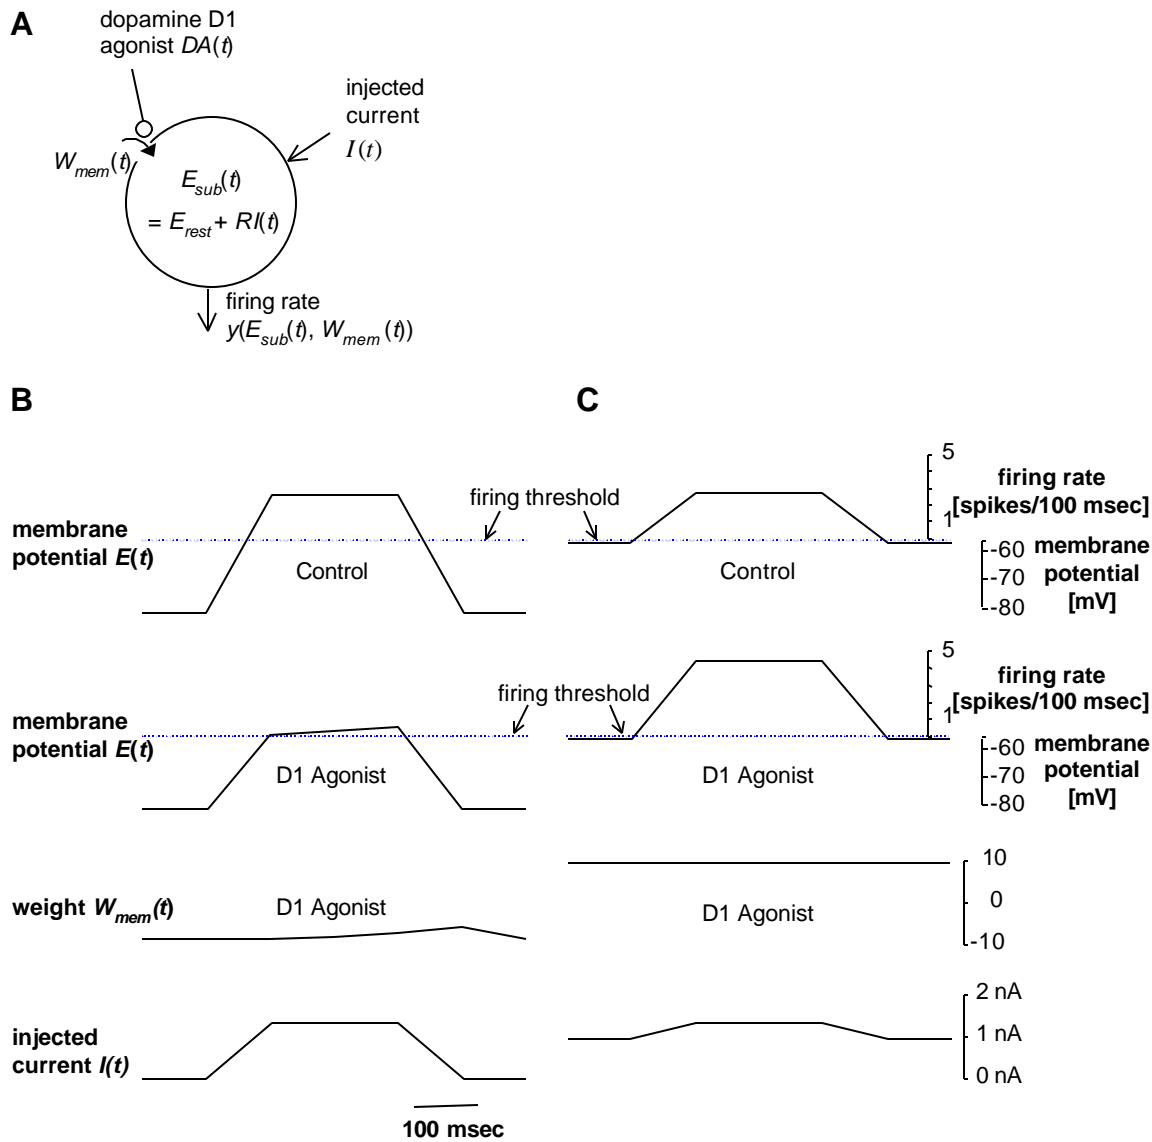 A
dopamine D1
agonist DA(t)
injected
current
I(t)
W_mem(t)
E_sub(t)
= E_rest + RI(t)
firing rate
y(E_sub(t), W_mem (t))
B
C
membrane
potential E(t)
firing threshold
Control
Control
5
1
firing rate
[spikes/100 msec]
-60
-70
-80
membrane
potential
[mV]
membrane
potential E(t)
firing threshold
D1 Agonist
D1 Agonist
5
1
firing rate
[spikes/100 msec]
-60
-70
-80
membrane
potential
[mV]
weight W_mem(t)
D1 Agonist
D1 Agonist
10
0
-10
injected
current I(t)
2 nA
1 nA
0 nA
100 msec